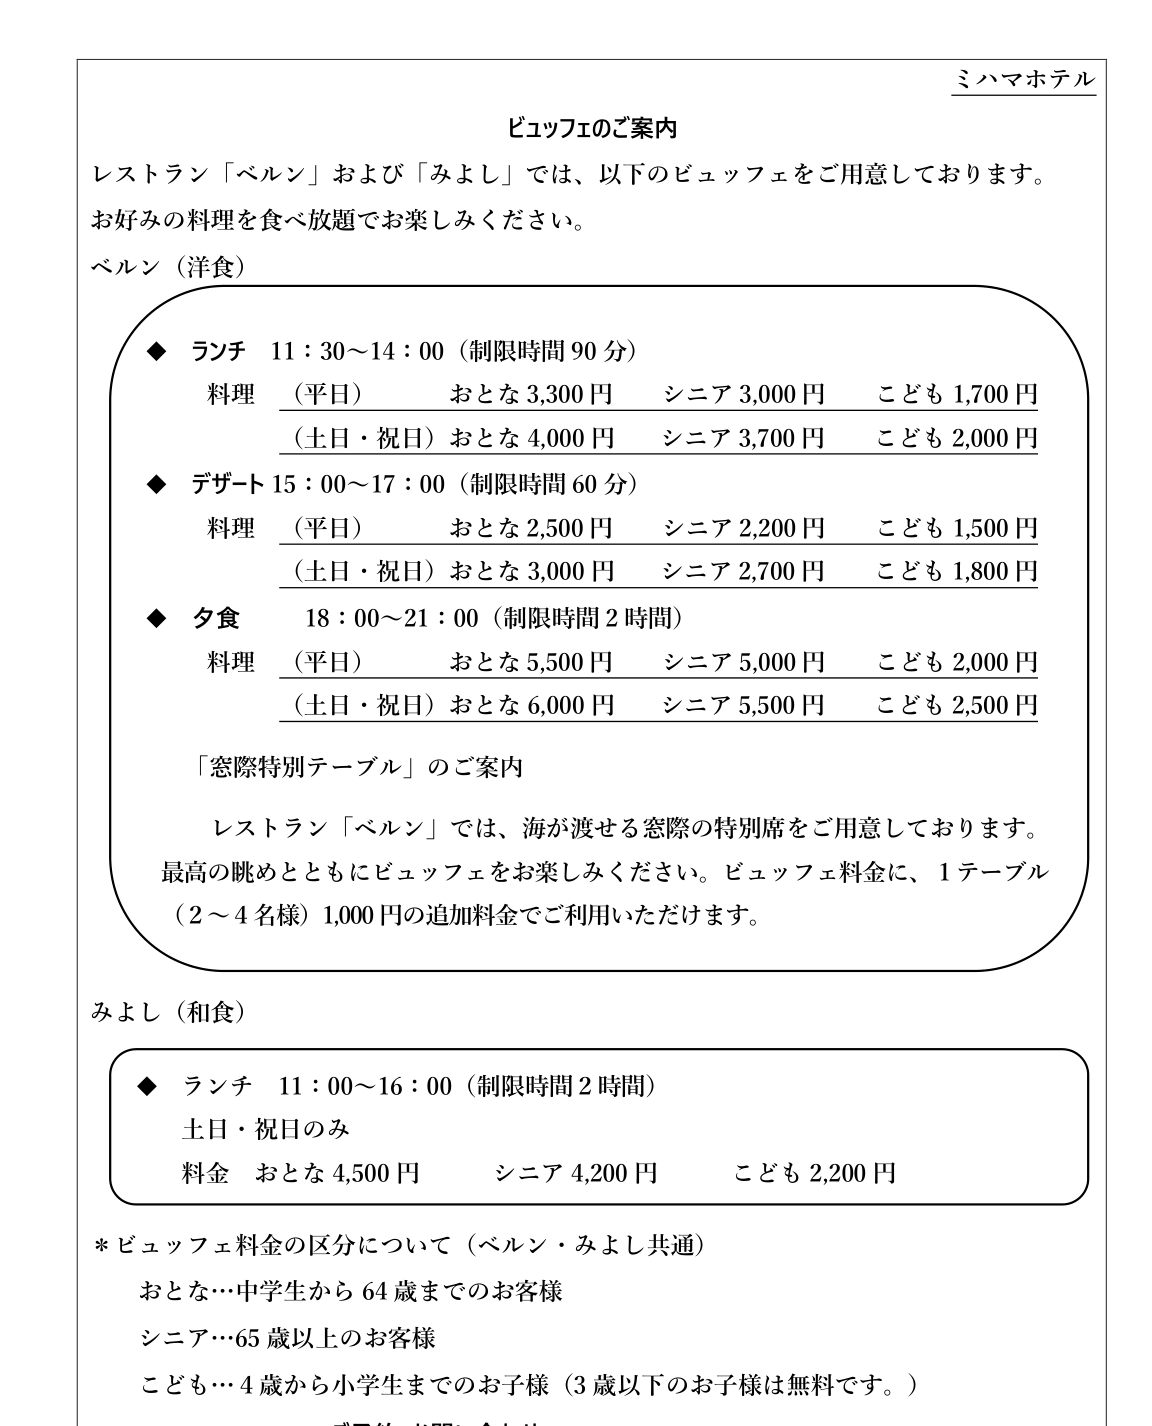 ミハマホテル
ビュッフェのご案内
レストラン「ベルン」および「みよし」では、以下のビュッフェをご用意しております。
お好みの料理を食べ放題でお楽しみください。
ベルン（洋食）
◆ ランチ 11：30～14：00（制限時間 90 分）
料理 （平日） おとな 3,300 円 シニア 3,000 円 こども 1,700 円
（土日・祝日）おとな 4,000 円 シニア 3,700 円 こども 2,000 円
◆ デザート 15：00～17：00（制限時間 60 分）
料理 （平日） おとな 2,500 円 シニア 2,200 円 こども 1,500 円
（土日・祝日）おとな 3,000 円 シニア 2,700 円 こども 1,800 円
◆ 夕食 18：00～21：00（制限時間 2 時間）
料理 （平日） おとな 5,500 円 シニア 5,000 円 こども 2,000 円
（土日・祝日）おとな 6,000 円 シニア 5,500 円 こども 2,500 円
「窓際特別テーブル」のご案内
レストラン「ベルン」では、海が渡せる窓際の特別席をご用意しております。
最高の眺めとともにビュッフェをお楽しみください。ビュッフェ料金に、１テーブル
（２～４名様）1,000 円の追加料金でご利用いただけます。
みよし（和食）
◆ ランチ 11：00～16：00（制限時間２時間）
土日・祝日のみ
料金 おとな 4,500 円 シニア 4,200 円 こども 2,200 円
＊ビュッフェ料金の区分について（ベルン・みよし共通）
おとな…中学生から 64 歳までのお客様
シニア…65 歳以上のお客様
こども…４歳から小学生までのお子様（3 歳以下のお子様は無料です。）